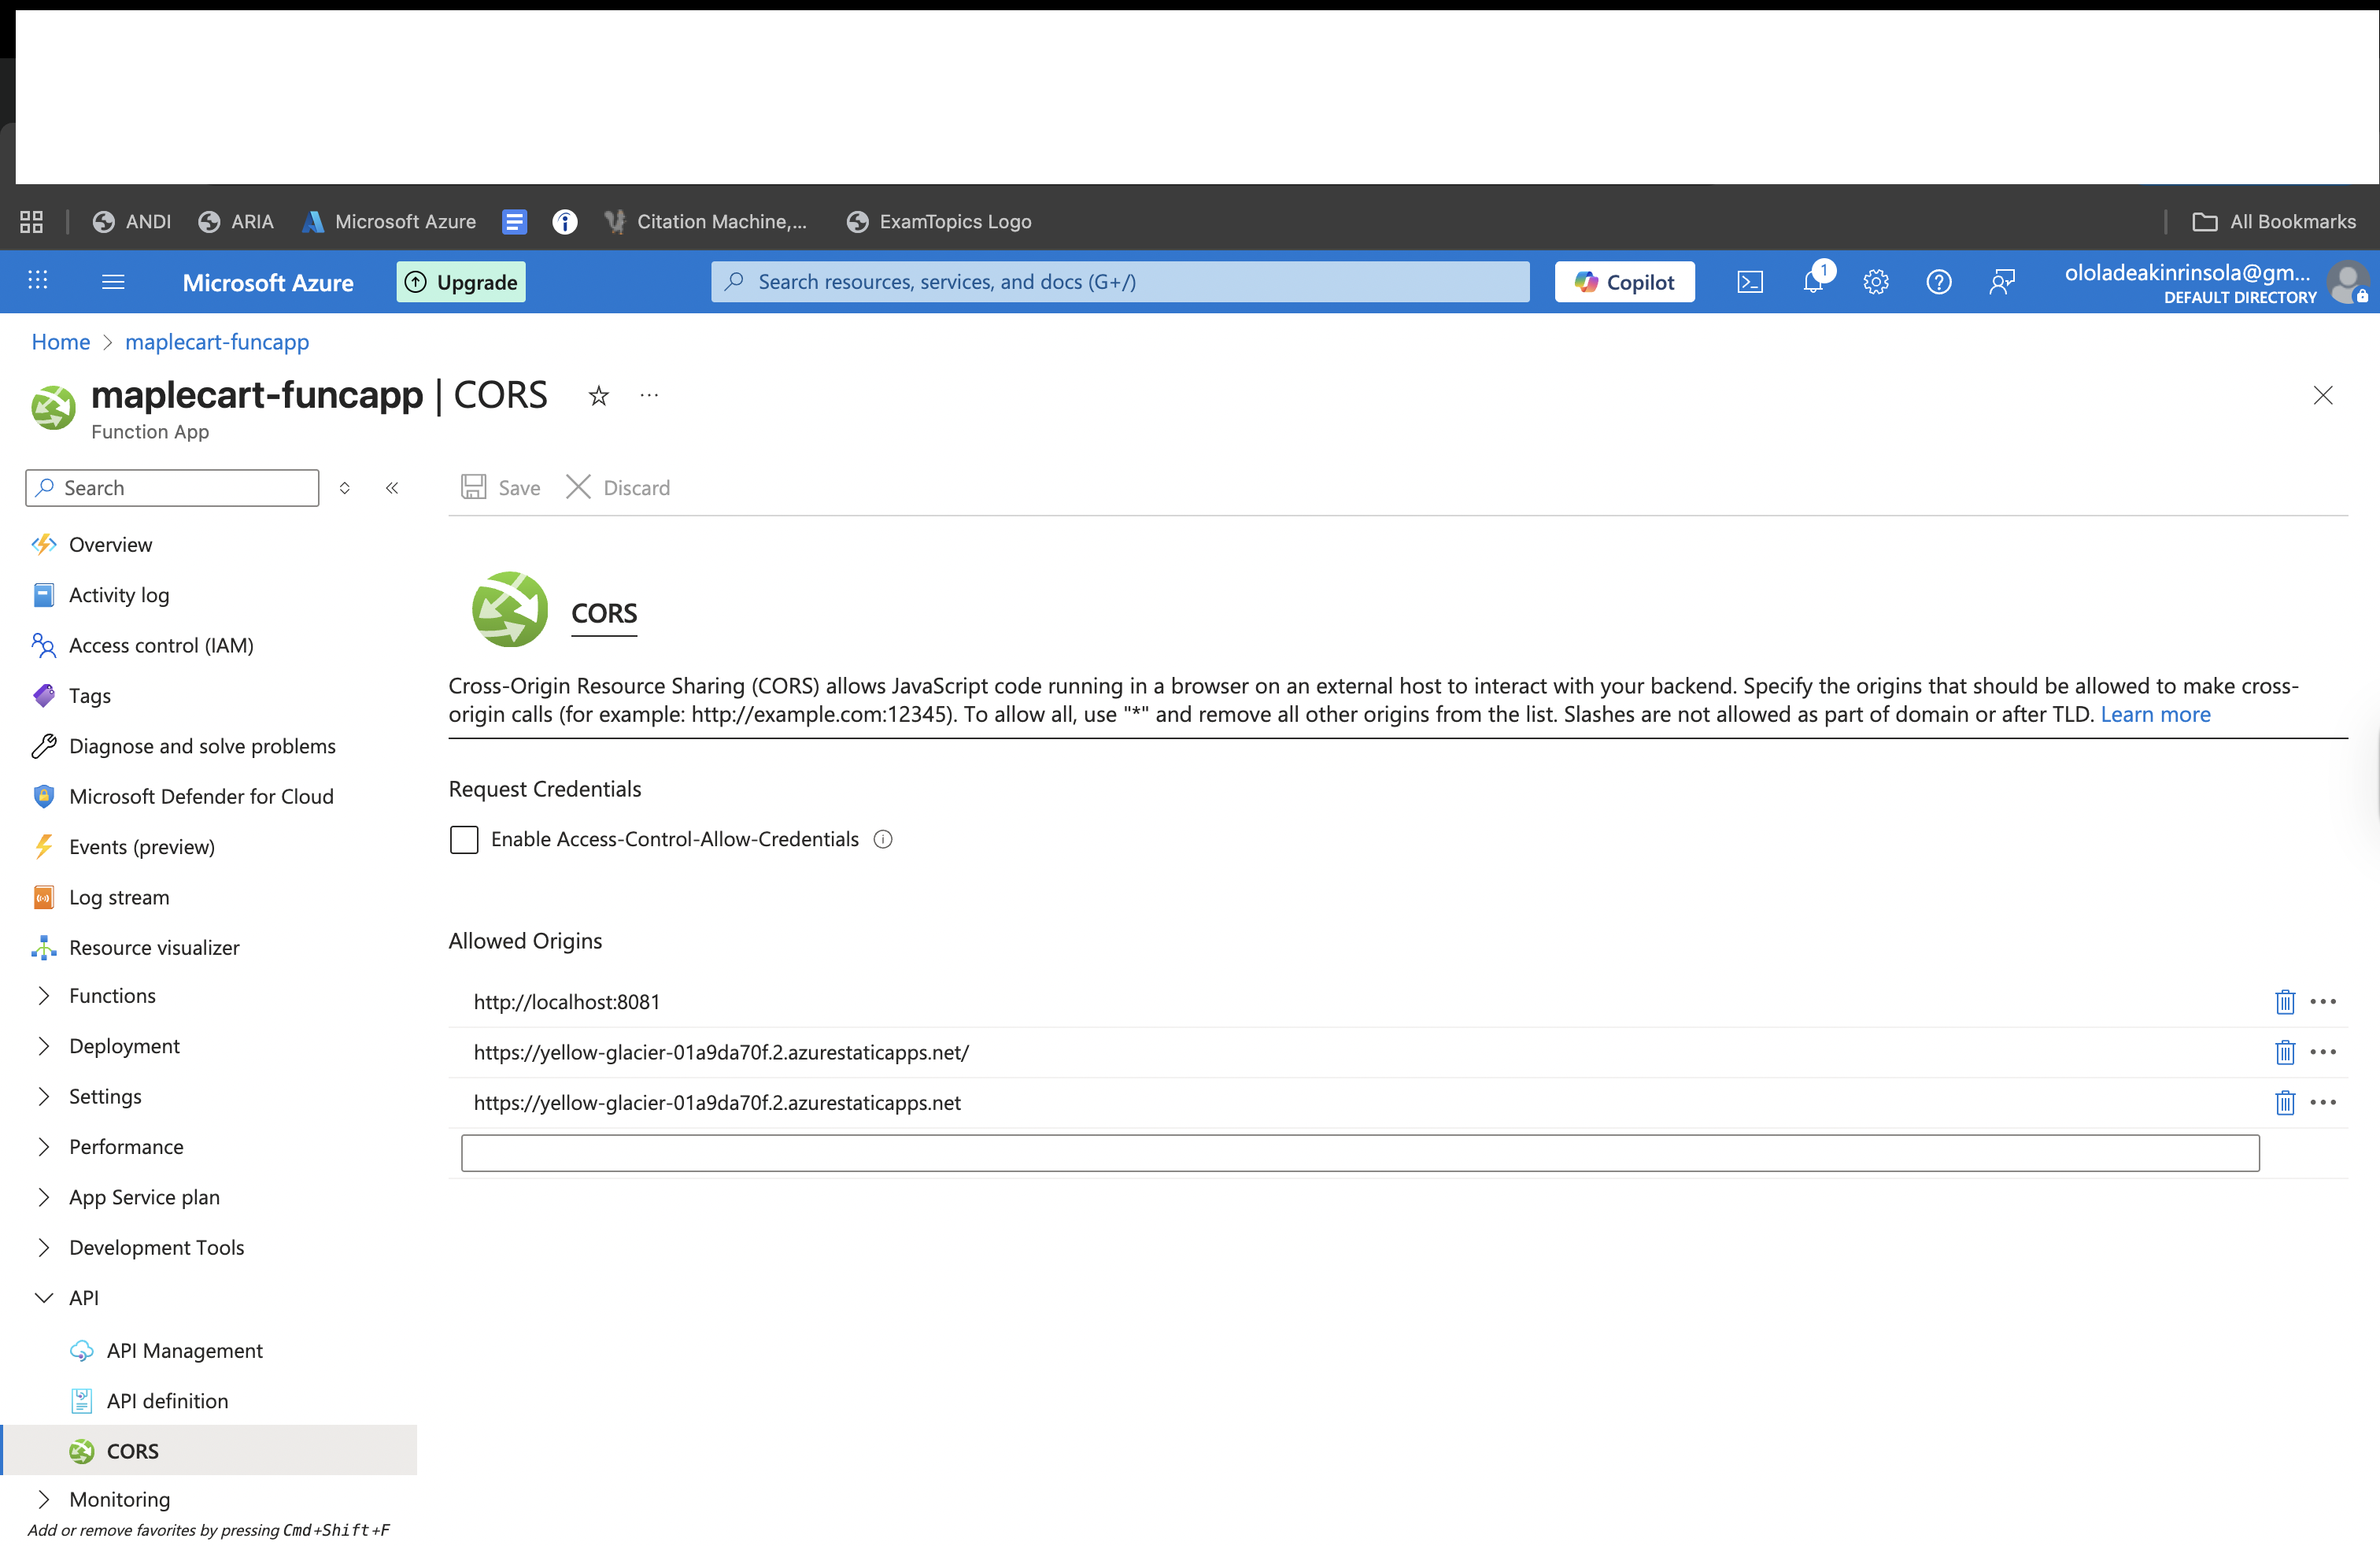 ANDI ARIA Microsoft Azure Citation Machine,... ExamTopics Logo All Bookmarks
Microsoft Azure Upgrade Search resources, services, and docs (G+/) Copilot 1 ololadeakinrinsola@gm...
DEFAULT DIRECTORY
Home > maplecart-funcapp
maplecart-funcapp | CORS
Function App
Search
Save Discard
Overview
Activity log
Access control (IAM)
Tags
Diagnose and solve problems
Microsoft Defender for Cloud
Events (preview)
Log stream
Resource visualizer
Functions
Deployment
Settings
Performance
App Service plan
Development Tools
API
API Management
API definition
CORS
Monitoring
Add or remove favorites by pressing Cmd+Shift+F
CORS
Cross-Origin Resource Sharing (CORS) allows JavaScript code running in a browser on an external host to interact with your backend. Specify the origins that should be allowed to make cross-
origin calls (for example: http://example.com:12345). To allow all, use "*" and remove all other origins from the list. Slashes are not allowed as part of domain or after TLD. Learn more
Request Credentials
Enable Access-Control-Allow-Credentials
Allowed Origins
http://localhost:8081
https://yellow-glacier-01a9da70f.2.azurestaticapps.net/
https://yellow-glacier-01a9da70f.2.azurestaticapps.net